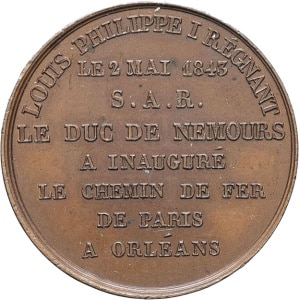 LOUIS PHILIPPE I RÉGNANT
LE 2 MAI 1843
S.A.R.
LE DUC DE NEMOURS
A INAUGURÉ
LE CHEMIN DE FER
DE PARIS
A ORLÉANS